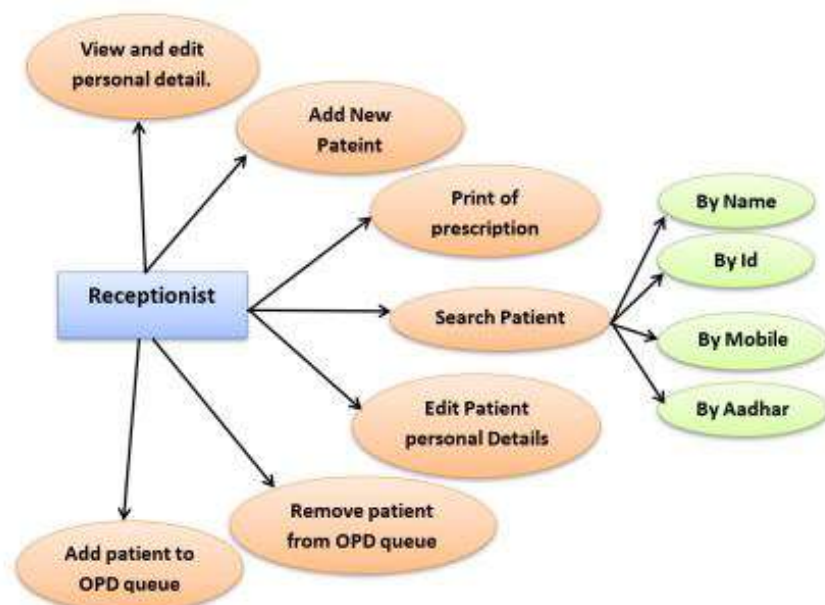 View and edit
personal detail.
Add New
Pateint
Print of
prescription
By Name
By Id
Receptionist
Search Patient
By Mobile
By Aadhar
Edit Patient
personal Details
Remove patient
from OPD queue
Add patient to
OPD queue